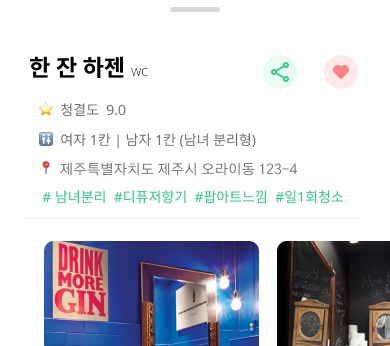 한 잔 하젠 WC
청결도 9.0
여자 1칸 | 남자 1칸 (남녀 분리형)
제주특별자치도 제주시 오라이동 123-4
# 남녀분리 #디퓨저향기 #팝아트느낌 #일1회청소
DRINK
MORE
GIN